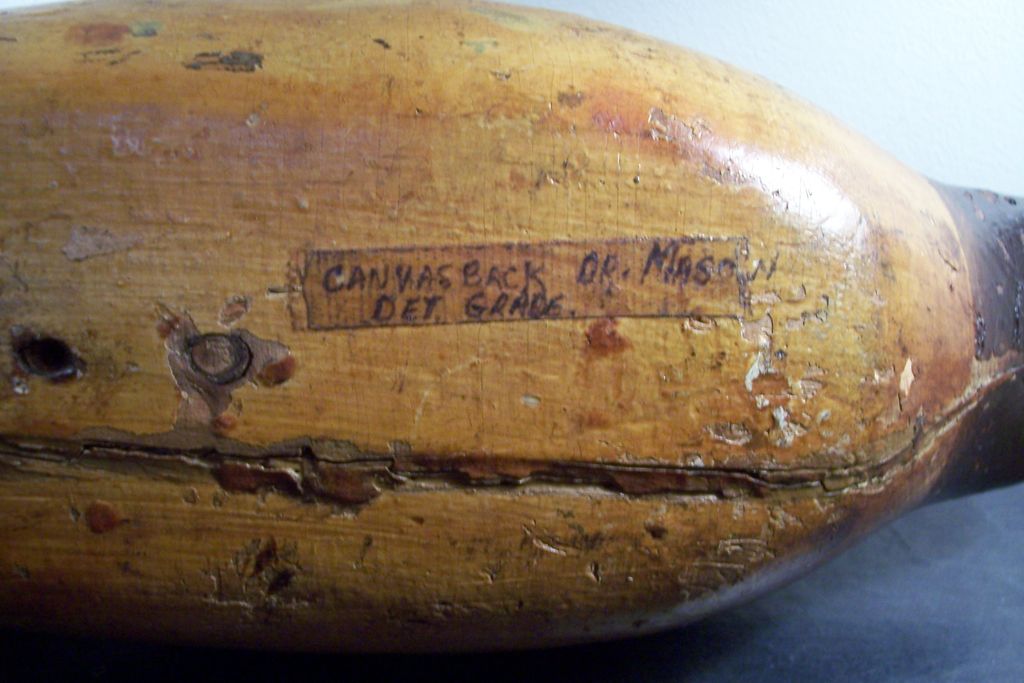 CANVASBACK DR. MASON
DET GRADE.